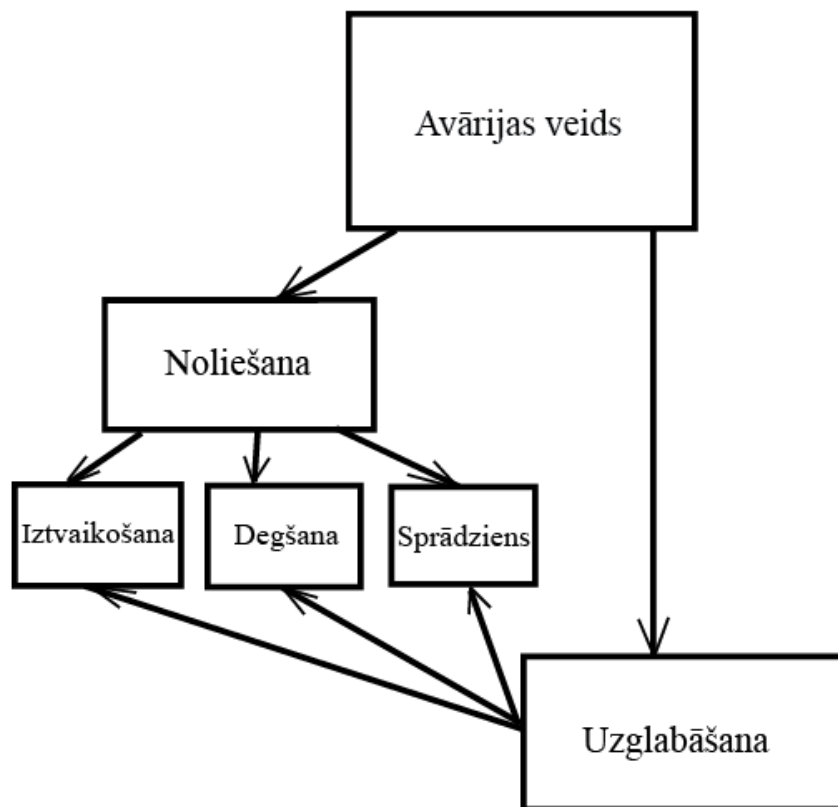 Avārijas veids
Noliešana
Iztvaikošana
Degšana
Sprādziens
Uzglabāšana